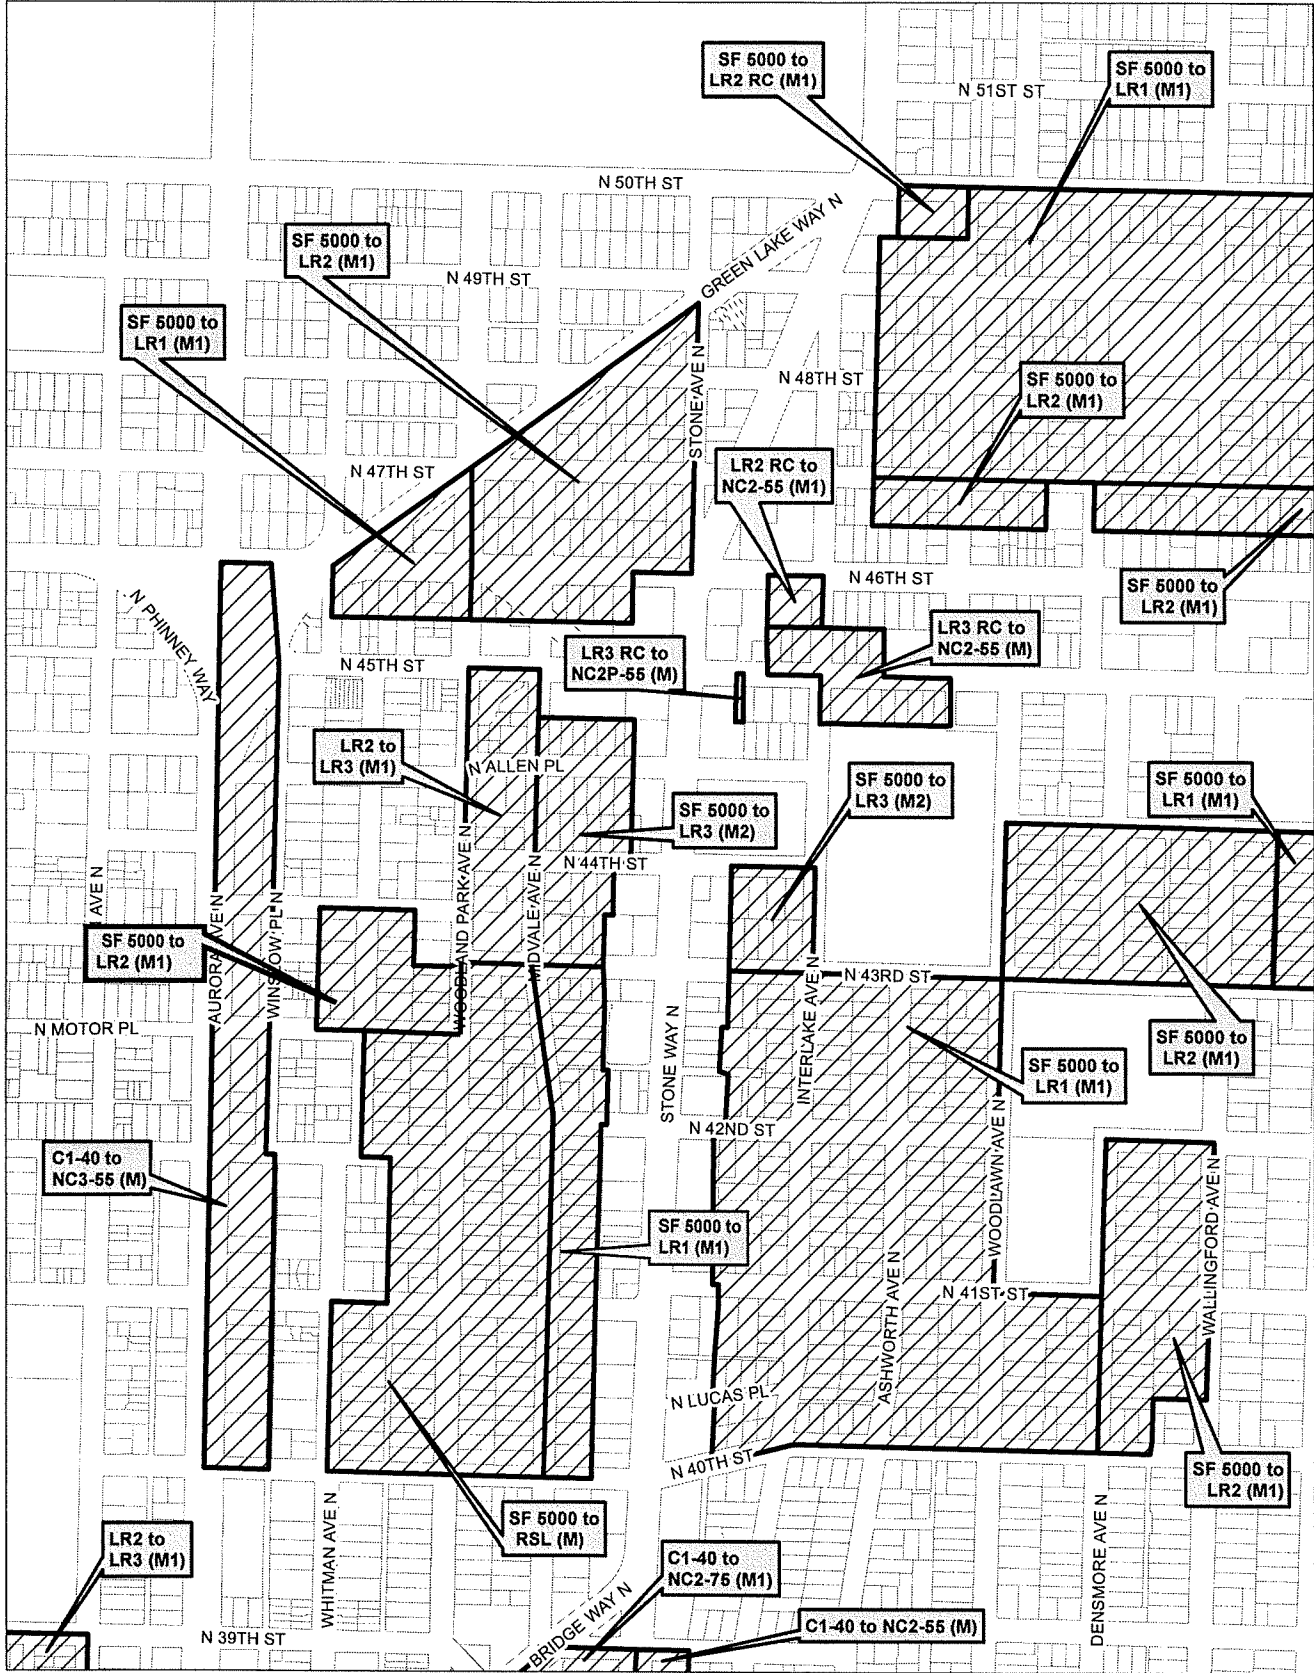 SF 5000 to
LR2 RC (M1)
SF 5000 to
LR1 (M1)
N 51ST ST
N 50TH ST
GREEN LAKE WAY N
SF 5000 to
LR2 (M1)
N 49TH ST
SF 5000 to
LR1 (M1)
N 48TH ST
STONE AVE N
SF 5000 to
LR2 (M1)
N 47TH ST
LR2 RC to
NC2-55 (M1)
N 46TH ST
SF 5000 to
LR2 (M1)
N PHINNEY WAY
LR3 RC to
NC2-55 (M)
N 45TH ST
LR3 RC to
NC2P-55 (M)
LR2 to
LR3 (M1)
N ALLEN PL
SF 5000 to
LR3 (M2)
SF 5000 to
LR3 (M2)
SF 5000 to
LR1 (M1)
N 44TH ST
AVE N
AURORA AVE N
WINSLOW PL N
WOODLAND PARK AVE N
MIDVALE AVE N
SF 5000 to
LR2 (M1)
N 43RD ST
INTERLAKE AVE N
N MOTOR PL
STONE WAY N
SF 5000 to
LR1 (M1)
SF 5000 to
LR2 (M1)
N 42ND ST
WOODLAWN AVE N
C1-40 to
NC3-55 (M)
WALLINGFORD AVE N
SF 5000 to
LR1 (M1)
ASHWORTH AVE N
N 41ST ST
N LUCAS PL
N 40TH ST
SF 5000 to
LR2 (M1)
WHITMAN AVE N
SF 5000 to
RSL (M)
DENSMORE AVE N
LR2 to
LR3 (M1)
C1-40 to
NC2-75 (M1)
BRIDGE WAY N
C1-40 to NC2-55 (M)
N 39TH ST